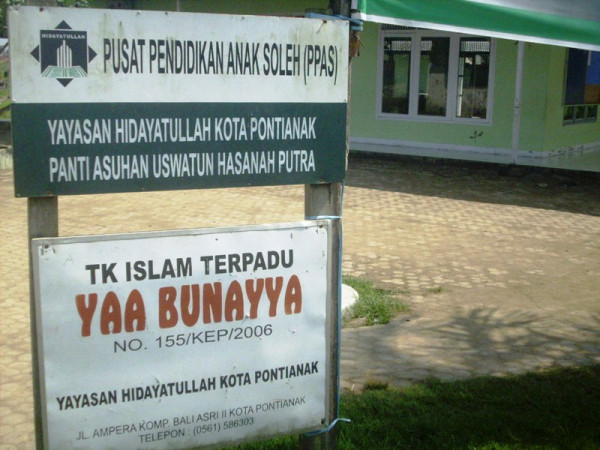 HIDAYATULLAH
PUSAT PENDIDIKAN ANAK SOLEH (PPAS)
YAYASAN HIDAYATULLAH KOTA PONTIANAK
PANTI ASUHAN USWATUN HASANAH PUTRA
TK ISLAM TERPADU
YAA BUNAYYA
NO. 155/KEP/2006
YAYASAN HIDAYATULLAH KOTA PONTIANAK
JL. AMPERA KOMP. BALI ASRI II KOTA PONTIANAK
TELEPON : (0561) 586303